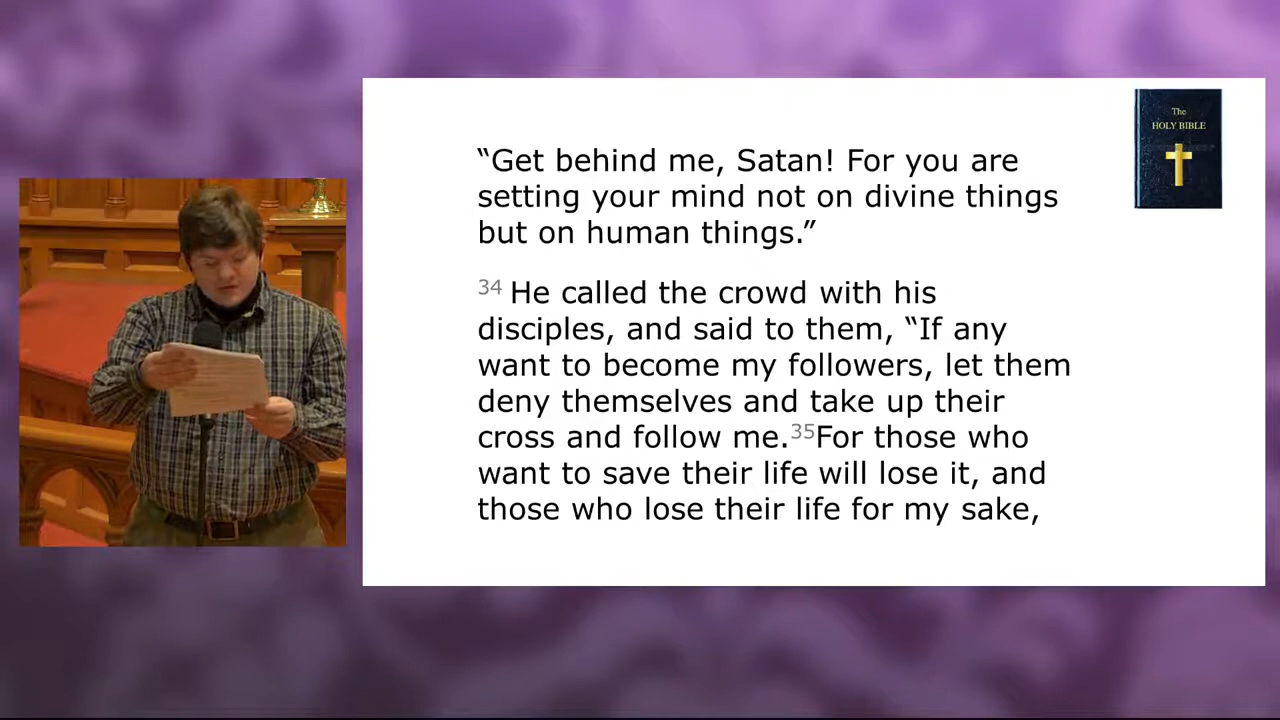 The
HOLY BIBLE
“Get behind me, Satan! For you are
setting your mind not on divine things
but on human things.”
34 He called the crowd with his
disciples, and said to them, “If any
want to become my followers, let them
deny themselves and take up their
cross and follow me.35For those who
want to save their life will lose it, and
those who lose their life for my sake,